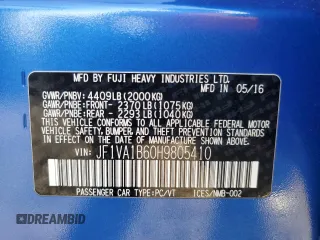 MFD BY FUJI HEAVY INDUSTRIES LTD.
MFD IN 05/16
GVWR/PNBV: 4409LB(2000KG)
GAWR/PNBE:FRONT- 2370LB(1075KG)
GAWR/PNBE:REAR - 2293LB(1040KG)
THIS VEHICLE CONFORMS TO ALL APPLICABLE U.S. FEDERAL MOTOR
VEHICLE SAFETY, BUMPER, AND THEFT PREVENTION STANDARDS
IN EFFECT ON THE DATE OF MANUFACTURE SHOWN ABOVE.
VIN: JF1VA1B60H9805410
PASSENGER CAR TYPE:PC/VT
ICES/NMB-002
AutoBidMaster